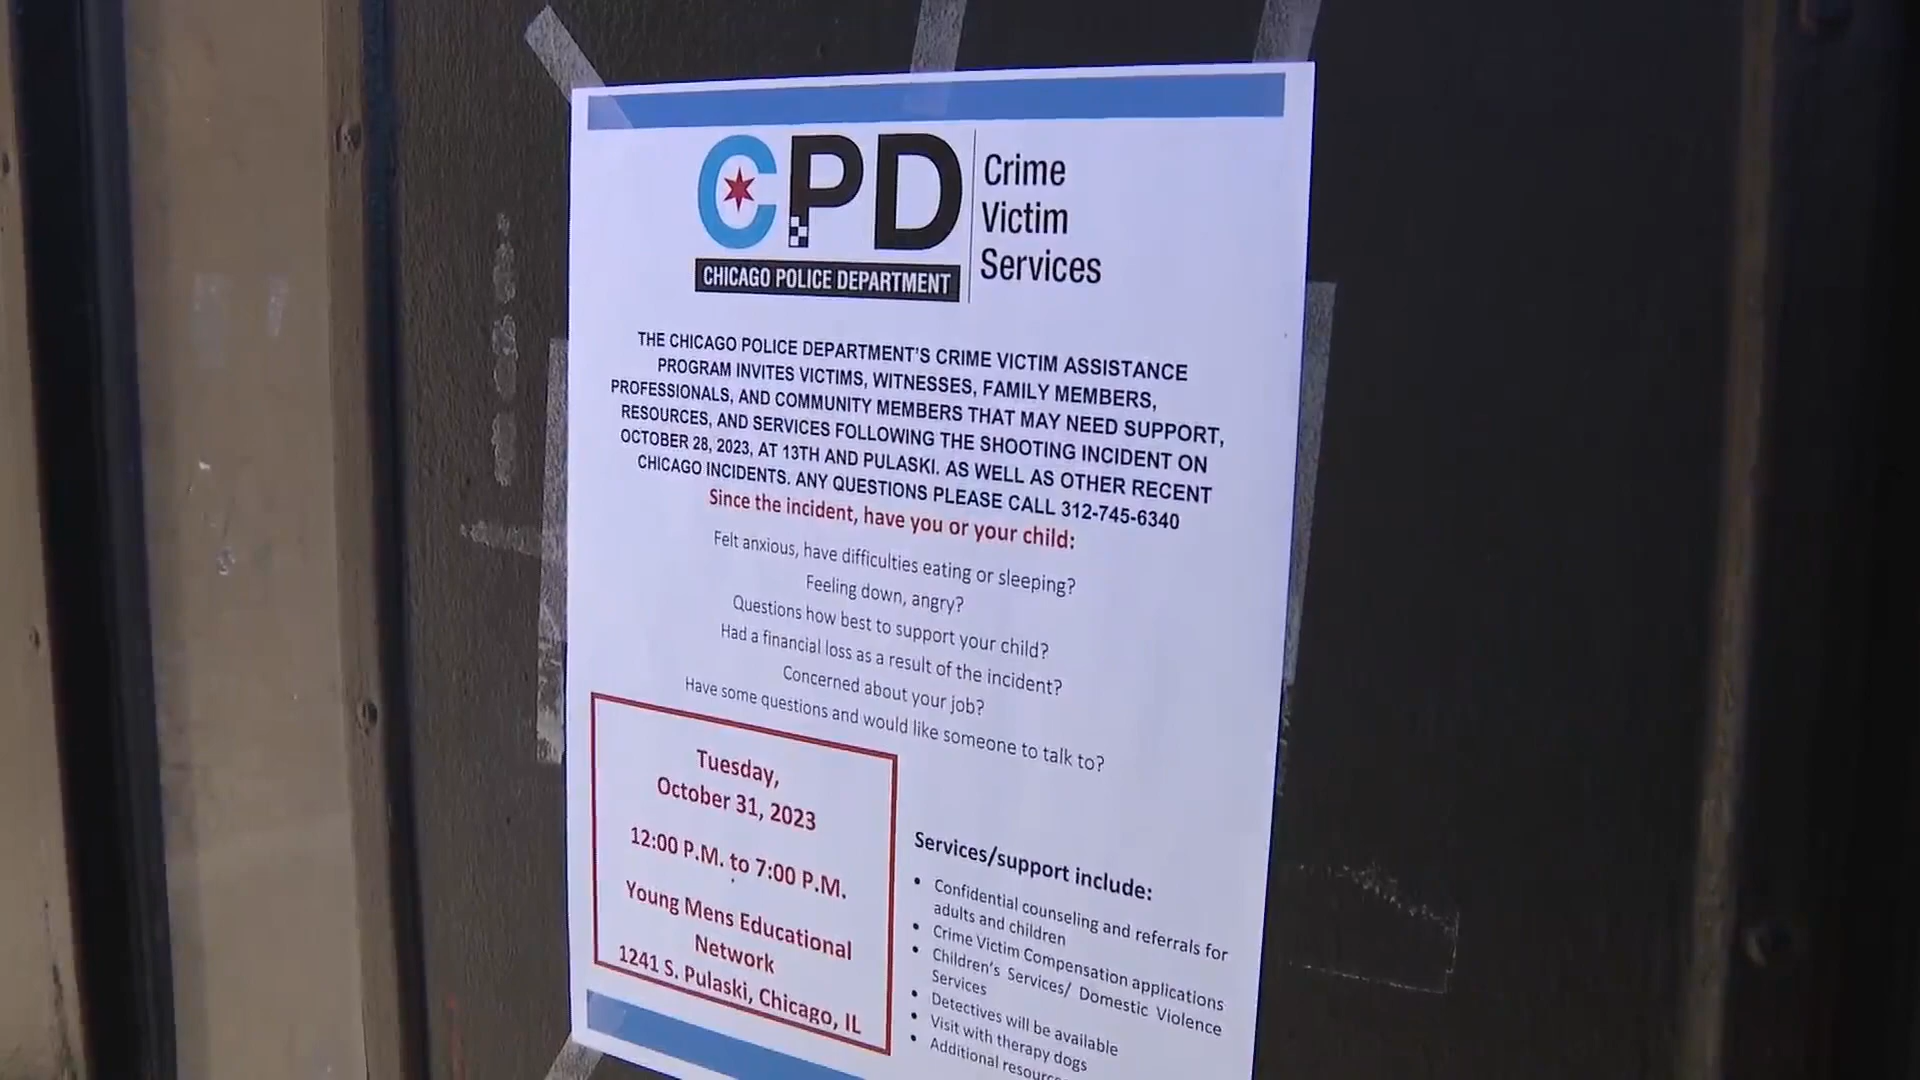 CPD
CHICAGO POLICE DEPARTMENT
Crime
Victim
Services
THE CHICAGO POLICE DEPARTMENT'S CRIME VICTIM ASSISTANCE
PROGRAM INVITES VICTIMS, WITNESSES, FAMILY MEMBERS,
PROFESSIONALS, AND COMMUNITY MEMBERS THAT MAY NEED SUPPORT,
RESOURCES, AND SERVICES FOLLOWING THE SHOOTING INCIDENT ON
OCTOBER 28, 2023, AT 13TH AND PULASKI. AS WELL AS OTHER RECENT
CHICAGO INCIDENTS. ANY QUESTIONS PLEASE CALL 312-745-6340
Since the incident, have you or your child:
Felt anxious, have difficulties eating or sleeping?
Feeling down, angry?
Questions how best to support your child?
Had a financial loss as a result of the incident?
Concerned about your job?
Have some questions and would like someone to talk to?
Tuesday,
October 31, 2023
12:00 P.M. to 7:00 P.M.
Young Mens Educational
Network
1241 S. Pulaski, Chicago, IL
Services/support include:
• Confidential counseling and referrals for
adults and children
• Crime Victim Compensation applications
• Children's Services/ Domestic Violence
Services
• Detectives will be available
• Visit with therapy dogs
• Additional